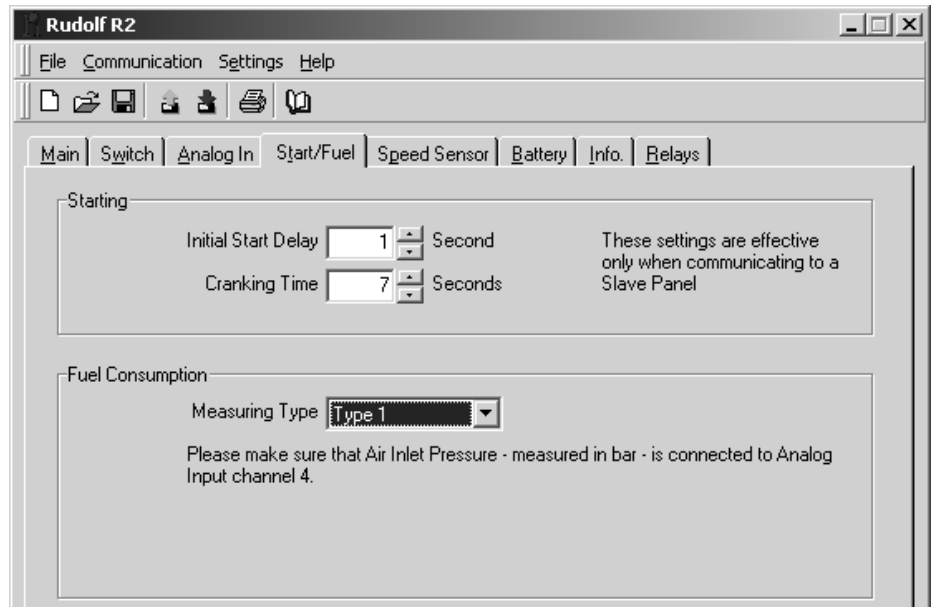 Rudolf R2
File Communication Settings Help
Main Switch Analog In Start/Fuel Speed Sensor Battery Info. Relays
Starting
Initial Start Delay 1 Second
Cranking Time 7 Seconds
These settings are effective
only when communicating to a
Slave Panel
Fuel Consumption
Measuring Type Type 1
Please make sure that Air Inlet Pressure - measured in bar - is connected to Analog
Input channel 4.